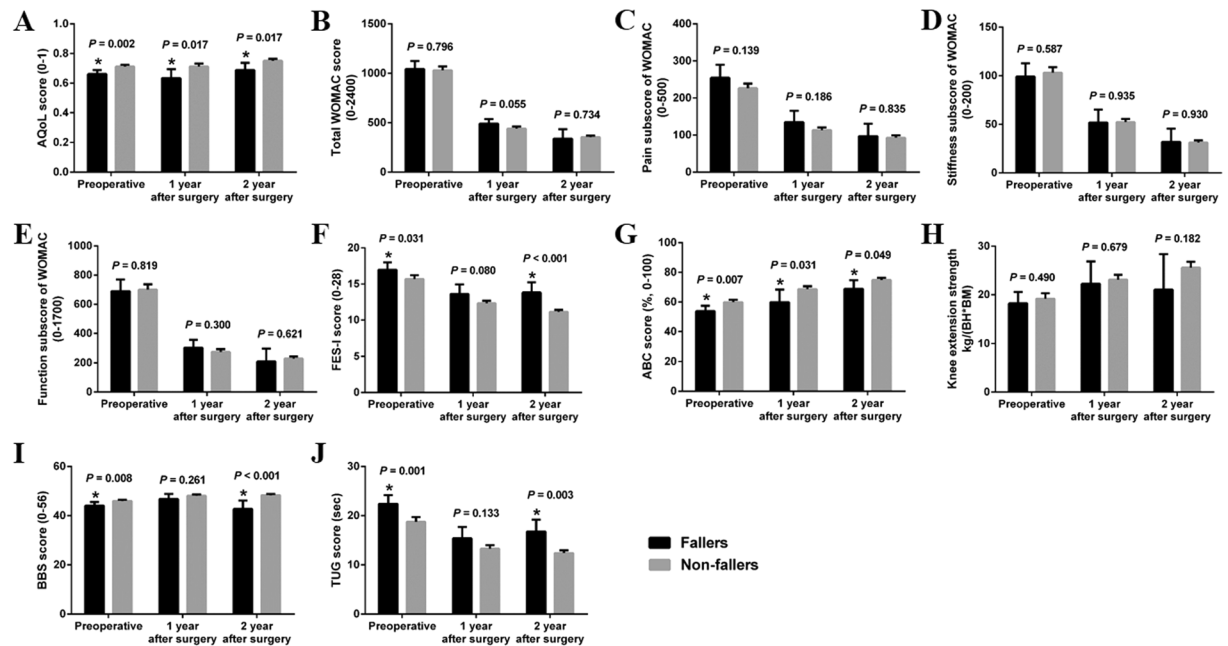 A
AQoL score (0-1)
1.0
0.8
0.6
0.4
0.2
0.0
P = 0.002
P = 0.017
P = 0.017
*
*
*
Preoperative
1 year
after surgery
2 year
after surgery
B
Total WOMAC score
(0-2400)
1500
1000
500
0
P = 0.796
P = 0.055
P = 0.734
Preoperative
1 year
after surgery
2 year
after surgery
C
Pain subscore of WOMAC
(0-500)
400
300
200
100
0
P = 0.139
P = 0.186
P = 0.835
Preoperative
1 year
after surgery
2 year
after surgery
D
Stiffness subscore of WOMAC
(0-200)
150
100
50
0
P = 0.587
P = 0.935
P = 0.930
Preoperative
1 year
after surgery
2 year
after surgery
E
Function subscore of WOMAC
(0-1700)
1000
800
600
400
200
0
P = 0.819
P = 0.300
P = 0.621
Preoperative
1 year
after surgery
2 year
after surgery
F
FES-I score (0-28)
20
15
10
5
0
P = 0.031
P = 0.080
P < 0.001
*
*
Preoperative
1 year
after surgery
2 year
after surgery
G
ABC score (%, 0-100)
100
80
60
40
20
0
P = 0.007
P = 0.031
P = 0.049
*
*
*
Preoperative
1 year
after surgery
2 year
after surgery
H
Knee extension strength
kg/(BH*BM)
30
20
10
0
P = 0.490
P = 0.679
P = 0.182
Preoperative
1 year
after surgery
2 year
after surgery
I
BBS score (0-56)
60
40
20
0
P = 0.008
P = 0.261
P < 0.001
*
*
Preoperative
1 year
after surgery
2 year
after surgery
J
TUG score (sec)
30
20
10
0
P = 0.001
P = 0.133
P = 0.003
*
*
Preoperative
1 year
after surgery
2 year
after surgery
Fallers
Non-fallers